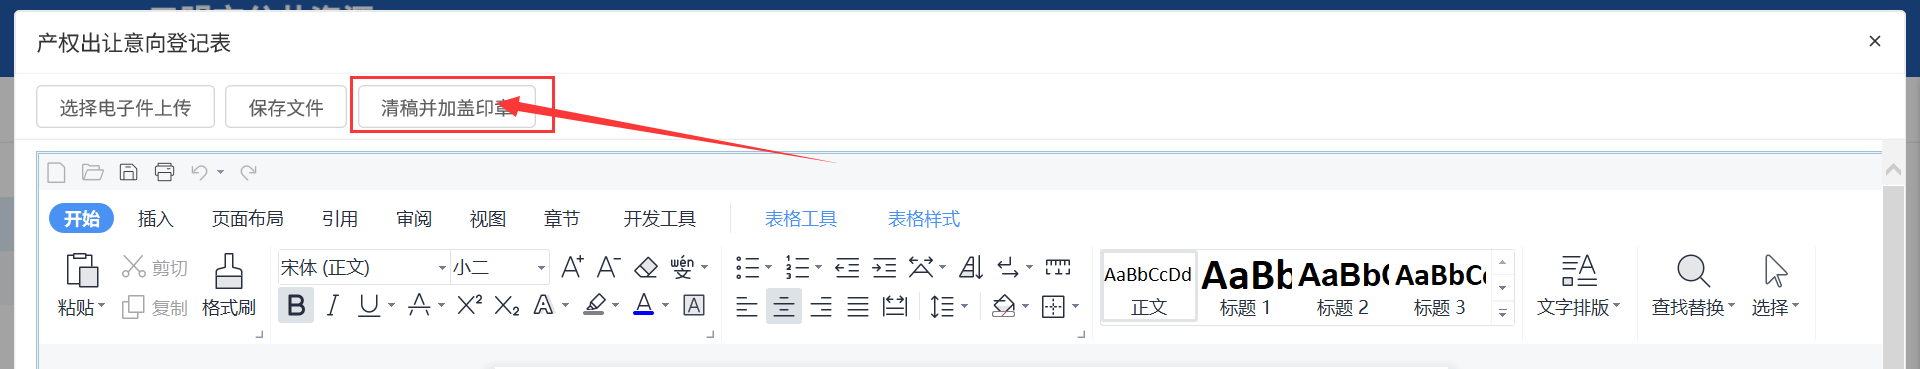 产权出让意向登记表
选择电子件上传 保存文件 清稿并加盖印章
开始 插入 页面布局 引用 审阅 视图 章节 开发工具 表格工具 表格样式
剪切 宋体 (正文) 小二 A+ A- wén 变 AaBbCcDd AaBb AaBb( AaBbC
粘贴 复制 格式刷 B I U A X² X₂ A A A 正文 标题 1 标题 2 标题 3 文字排版 查找替换 选择